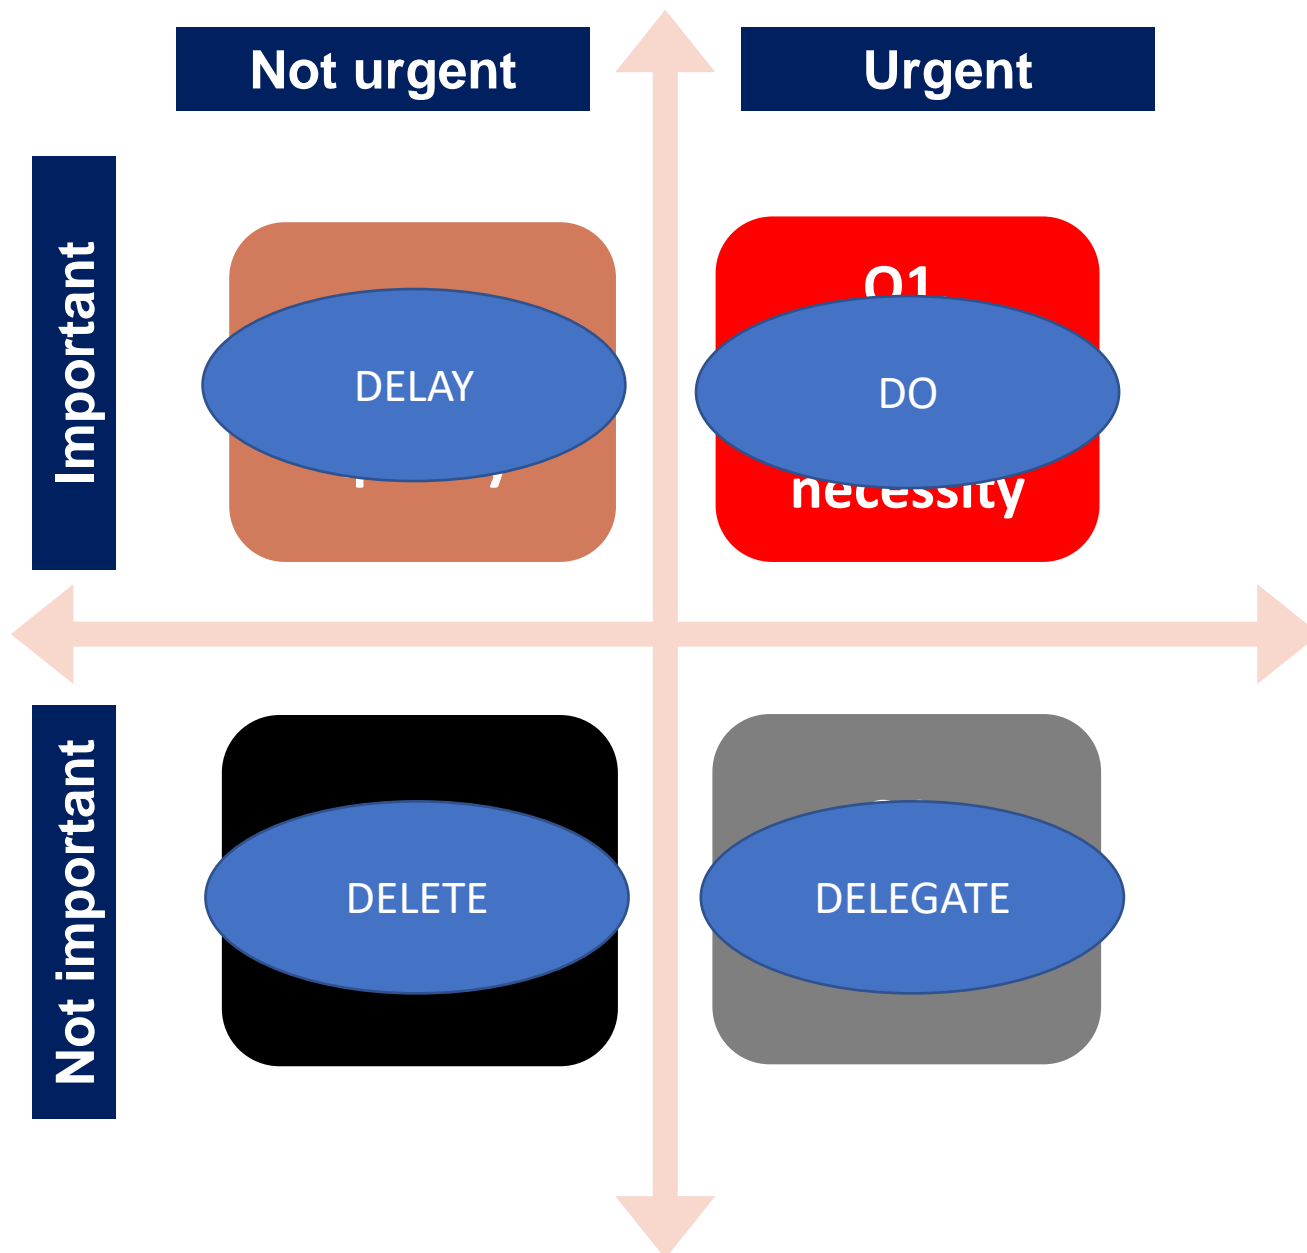 Not urgent
Urgent
Important
Q1
DELAY
DO
necessity
Not important
DELETE
DELEGATE